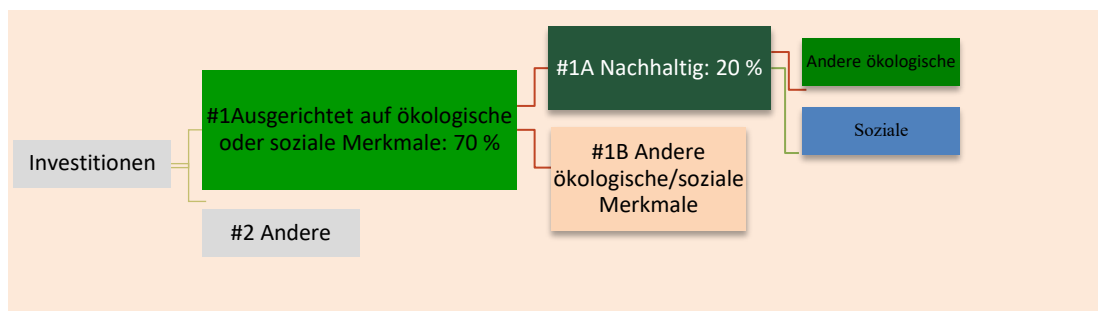 Investitionen
#1Ausgerichtet auf ökologische
oder soziale Merkmale: 70 %
#2 Andere
#1A Nachhaltig: 20 %
#1B Andere
ökologische/soziale
Merkmale
Andere ökologische
Soziale